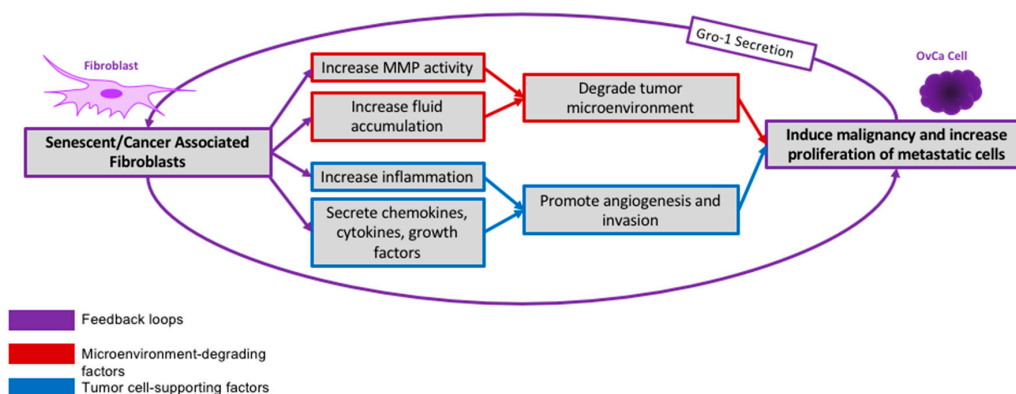 Gro-1 Secretion
Fibroblast
OvCa Cell
Increase MMP activity
Increase fluid
accumulation
Degrade tumor
microenvironment
Senescent/Cancer Associated
Fibroblasts
Induce malignancy and increase
proliferation of metastatic cells
Increase inflammation
Secrete chemokines,
cytokines, growth
factors
Promote angiogenesis and
invasion
Feedback loops
Microenvironment-degrading
factors
Tumor cell-supporting factors